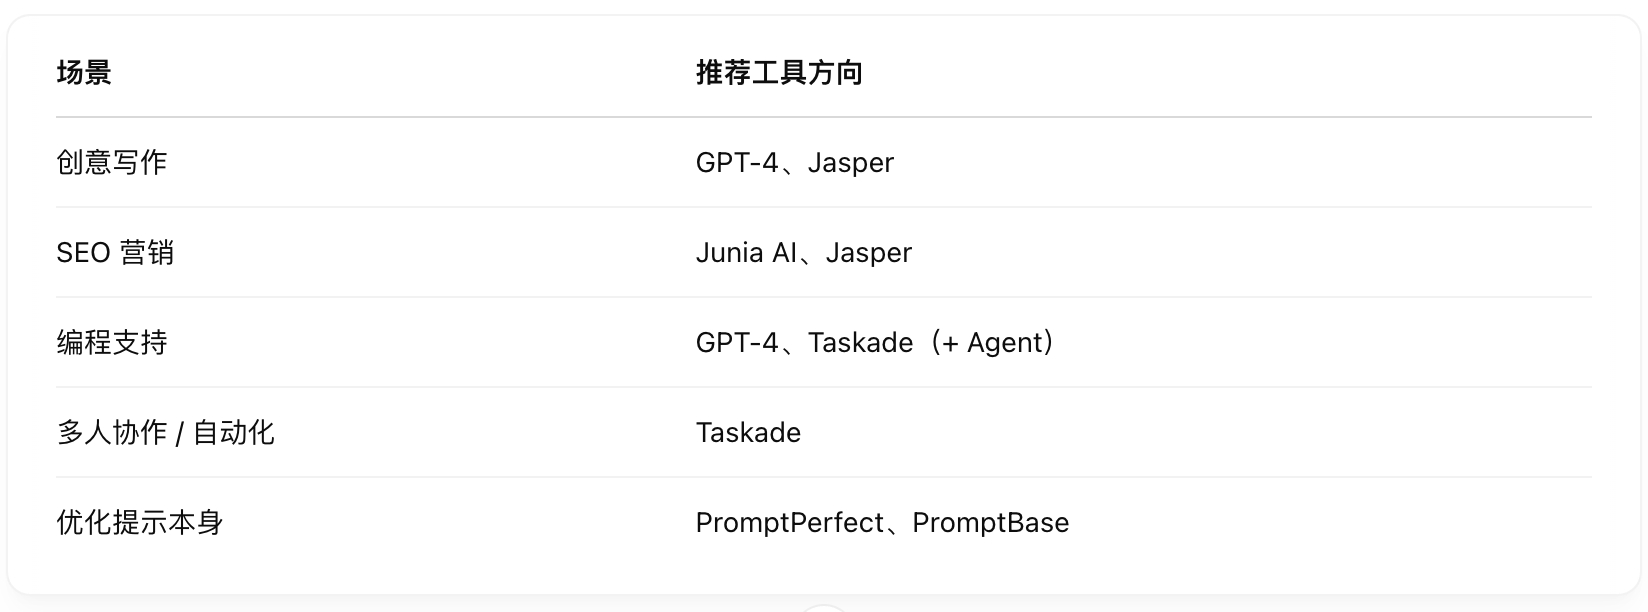 场景 推荐工具方向
创意写作 GPT-4、Jasper
SEO 营销 Junia AI、Jasper
编程支持 GPT-4、Taskade（+ Agent）
多人协作 / 自动化 Taskade
优化提示本身 PromptPerfect、PromptBase